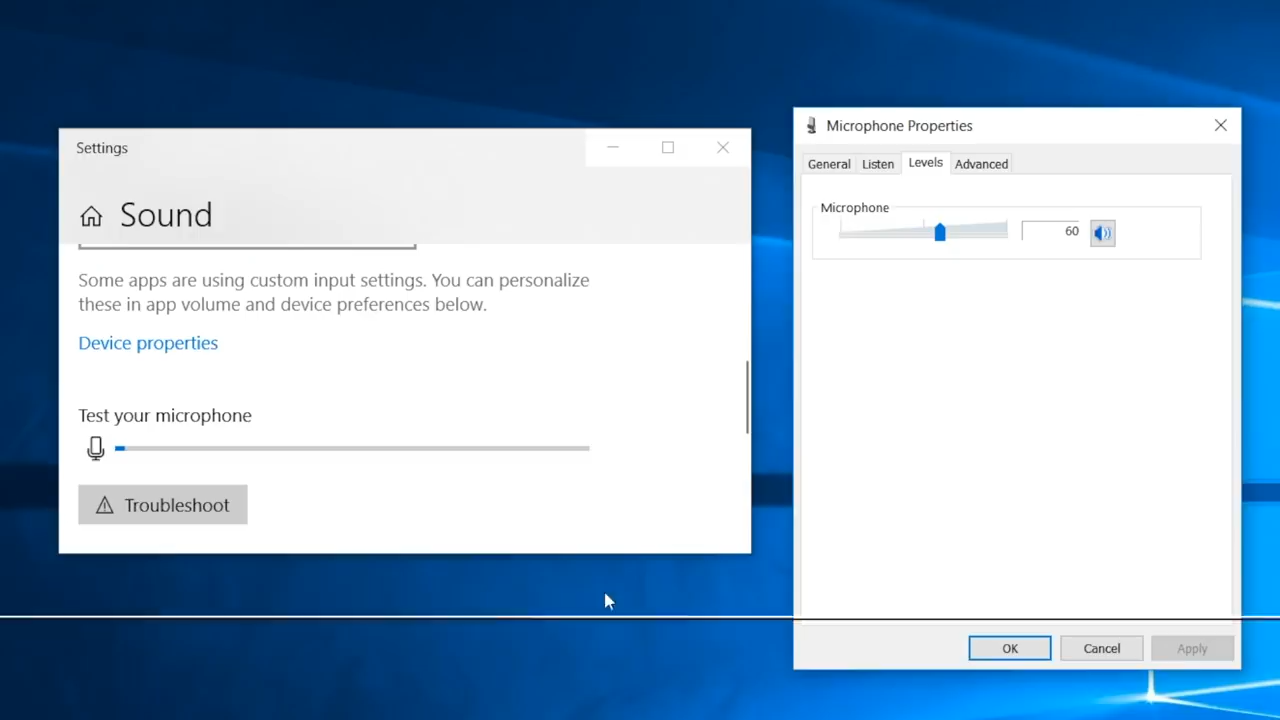 Settings
Sound
Some apps are using custom input settings. You can personalize
these in app volume and device preferences below.
Device properties
Test your microphone
Troubleshoot
Microphone Properties
General Listen Levels Advanced
Microphone
60
OK Cancel Apply